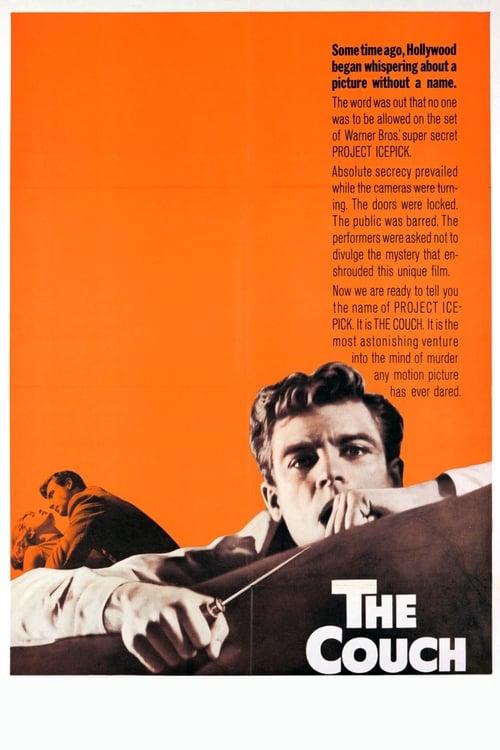 Some time ago, Hollywood
began whispering about a
picture without a name.
The word was out that no one
was to be allowed on the set
of Warner Bros.' super secret
PROJECT ICEPICK.
Absolute secrecy prevailed
while the cameras were turn-
ing. The doors were locked.
The public was barred. The
performers were asked not to
divulge the mystery that en-
shrouded this unique film.
Now we are ready to tell you
the name of PROJECT ICE-
PICK. It is THE COUCH. It is the
most astonishing venture
into the mind of murder
any motion picture
has ever dared.
THE
COUCH